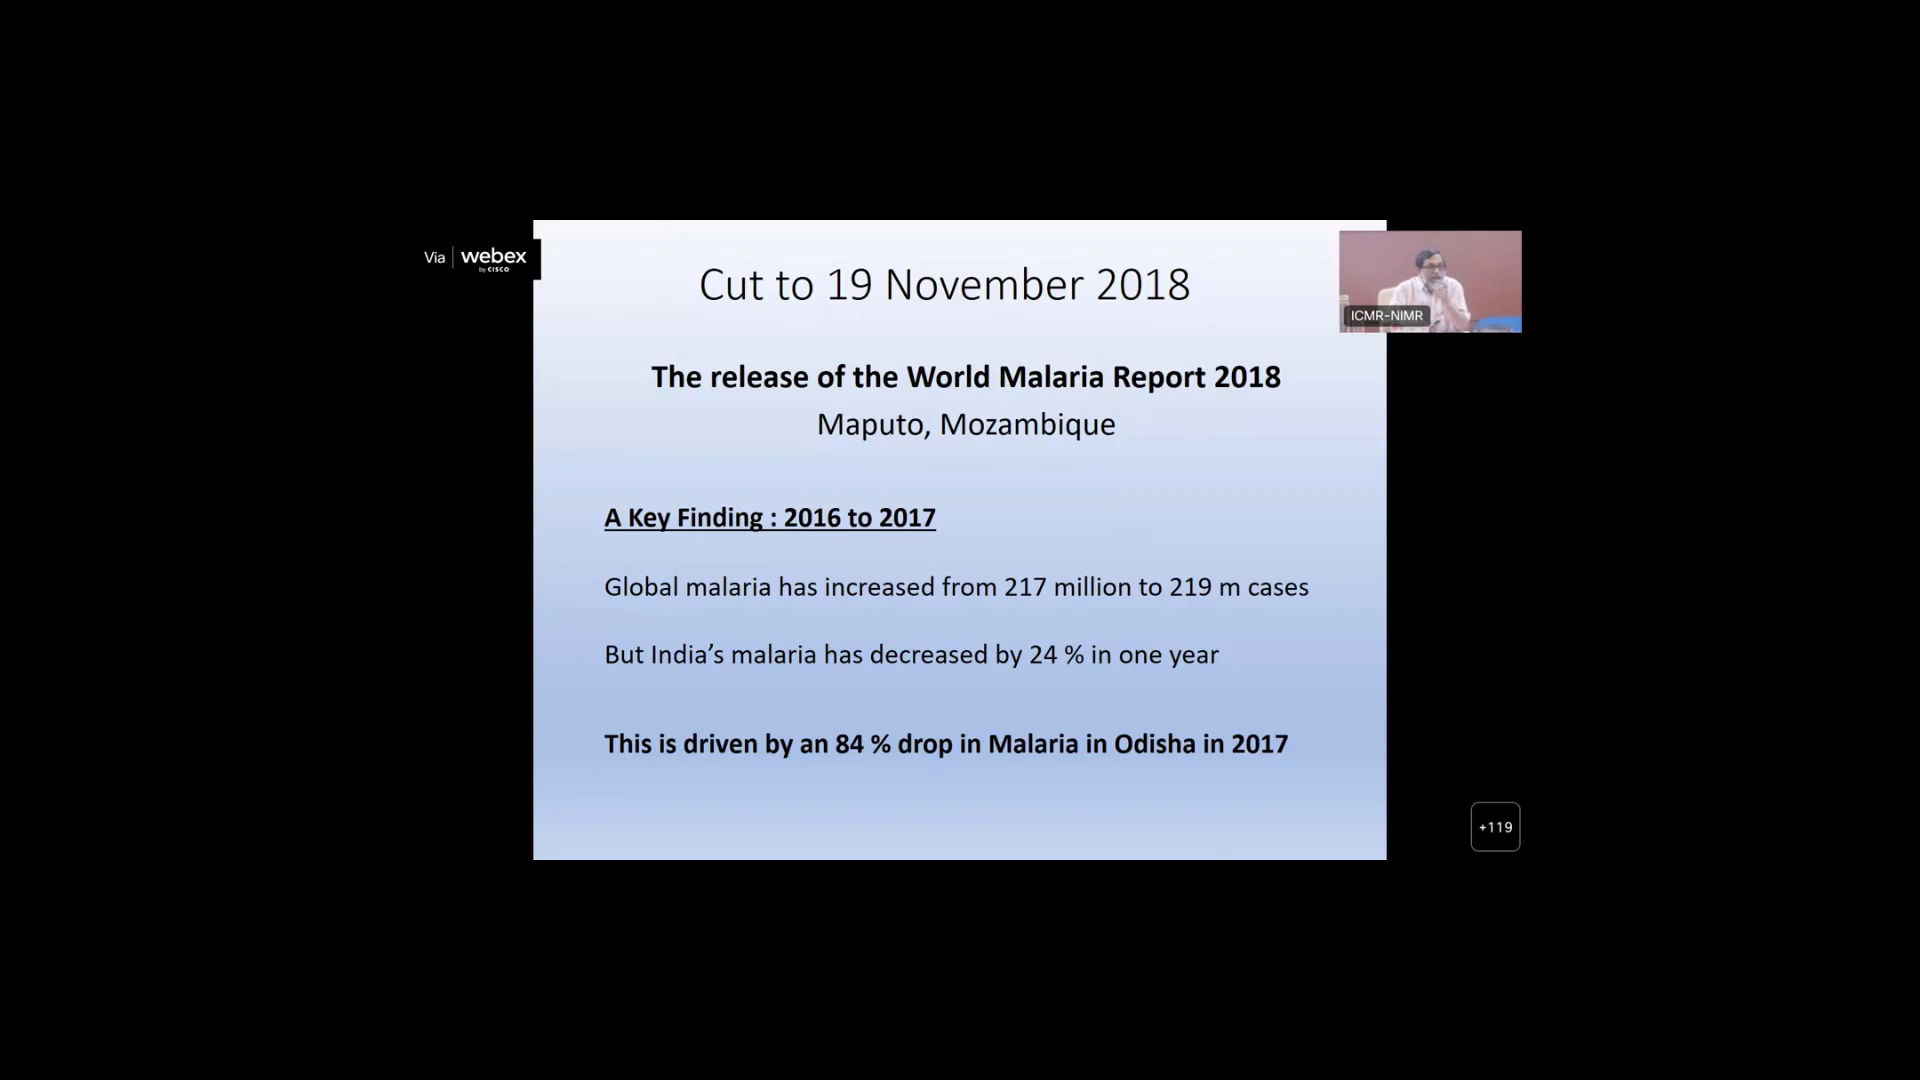 Via webex
by CISCO
Cut to 19 November 2018
ICMR-NIMR
The release of the World Malaria Report 2018
Maputo, Mozambique
A Key Finding : 2016 to 2017
Global malaria has increased from 217 million to 219 m cases
But India’s malaria has decreased by 24 % in one year
This is driven by an 84 % drop in Malaria in Odisha in 2017
+119